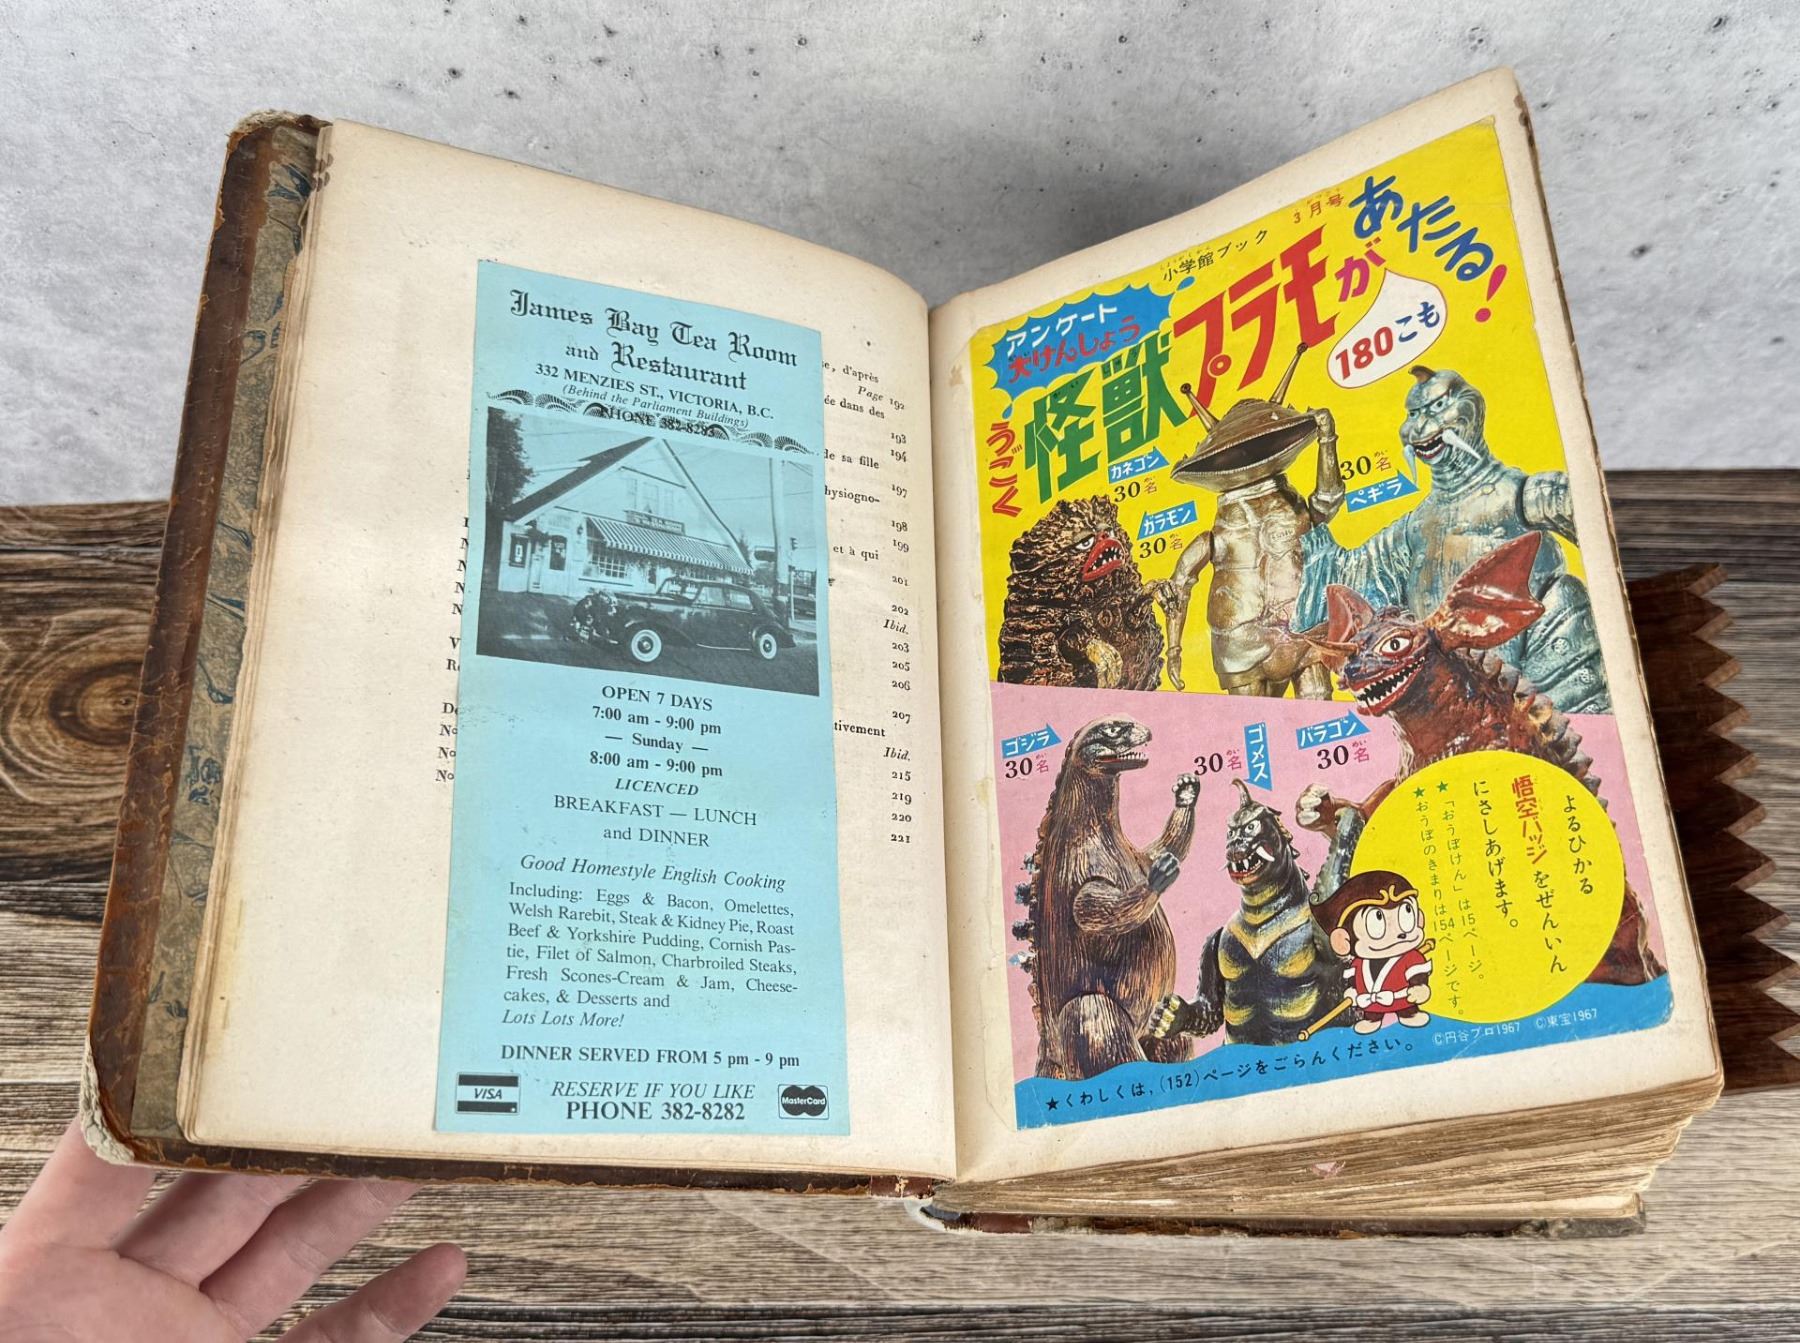 James Bay Tea Room
and Restaurant
332 MENZIES ST., VICTORIA, B.C.
(Behind the Parliament Buildings)
PHONE 382-8282
OPEN 7 DAYS
7:00 am - 9:00 pm
— Sunday —
8:00 am - 9:00 pm
LICENCED
BREAKFAST — LUNCH
and DINNER
Good Homestyle English Cooking
Including: Eggs & Bacon, Omelettes,
Welsh Rarebit, Steak & Kidney Pie, Roast
Beef & Yorkshire Pudding, Cornish Pas-
tie, Filet of Salmon, Charbroiled Steaks,
Fresh Scones-Cream & Jam, Cheese-
cakes, & Desserts and
Lots Lots More!
DINNER SERVED FROM 5 pm - 9 pm
VISA
RESERVE IF YOU LIKE
MasterCard
PHONE 382-8282
, d'après
Page 192
ée dans des
193
194
de sa fille
197
hysiogno-
198
199
et à qui
201
202
Ibid.
203
205
206
207
tivement
Ibid.
215
219
220
221
小学館ブック 3月号
アンケート
大けんしょう
うごく
怪獣プラモが
あたる!
180こも
カネゴン
30名
ガラモン
30名
30名
ペギラ
ゴジラ
30名
30名
ゴメス
バラゴン
30名
よるひかる
悟空バッジをぜんいん
にさしあげます。
★「おうぼけん」は15ページ。
★おうぼのきまりは154ページです。
★くわしくは,(152)ページをごらんください。
©円谷プロ1967 ©東宝1967